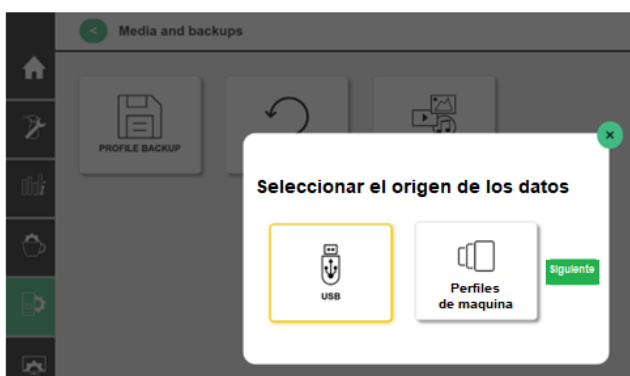 <
Media and backups
PROFILE BACKUP
×
Seleccionar el origen de los datos
USB
Perfiles
de maquina
Siguiente